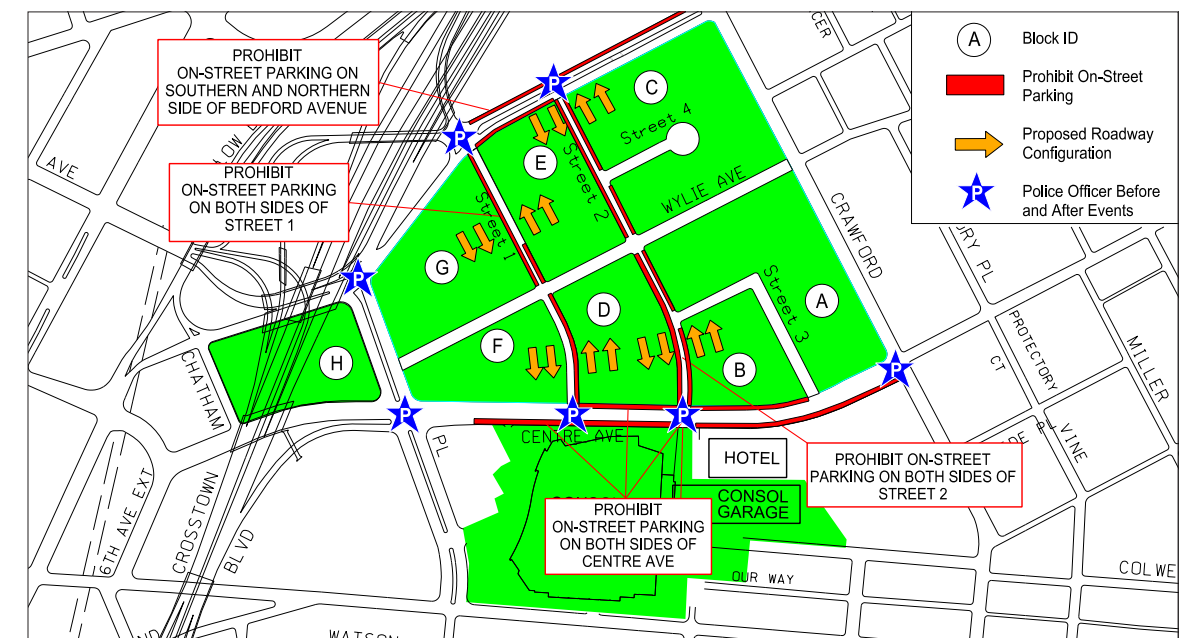 PROHIBIT
ON-STREET PARKING ON
SOUTHERN AND NORTHERN
SIDE OF BEDFORD AVENUE
PROHIBIT
ON-STREET PARKING
ON BOTH SIDES OF
STREET 1
A
Block ID
Prohibit On-Street
Parking
Proposed Roadway
Configuration
P
Police Officer Before
and After Events
P
P
P
P
P
P
P
C
E
G
D
F
B
A
H
Street 4
Street 2
Street 1
Street 3
WYLIE AVE
CRAWFORD
AVE
CHATHAM
CROSSTOWN
BLVD
6TH AVE EXT
PL
CENTRE AVE
HOTEL
CONSOL
GARAGE
PROHIBIT ON-STREET
PARKING ON BOTH SIDES OF
STREET 2
PROHIBIT
ON-STREET PARKING
ON BOTH SIDES OF
CENTRE AVE
PROTECTORY
CT
VINE
MILLER
PL
OUR WAY
COLWE
WATSON